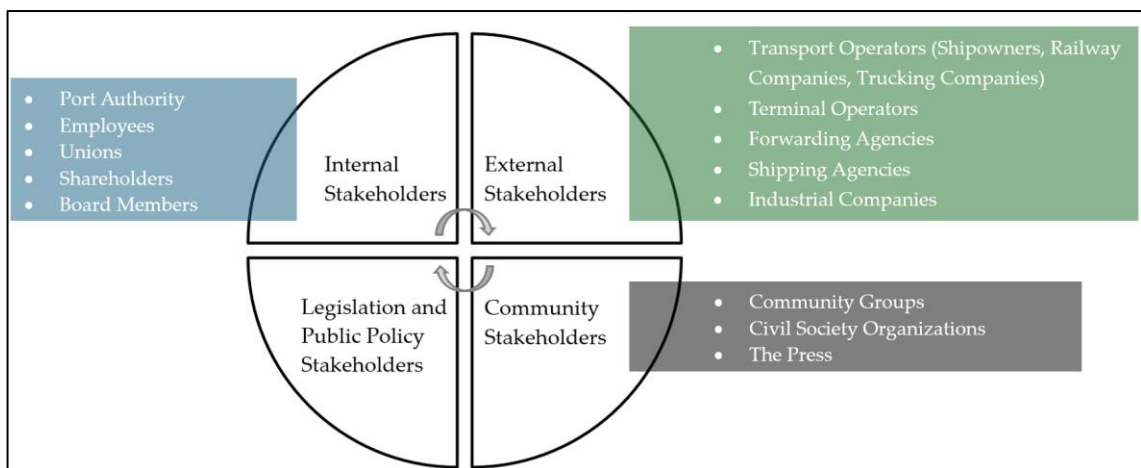 • Port Authority
• Employees
• Unions
• Shareholders
• Board Members
Internal
Stakeholders
External
Stakeholders
• Transport Operators (Shipowners, Railway
Companies, Trucking Companies)
• Terminal Operators
• Forwarding Agencies
• Shipping Agencies
• Industrial Companies
Legislation and
Public Policy
Stakeholders
Community
Stakeholders
• Community Groups
• Civil Society Organizations
• The Press